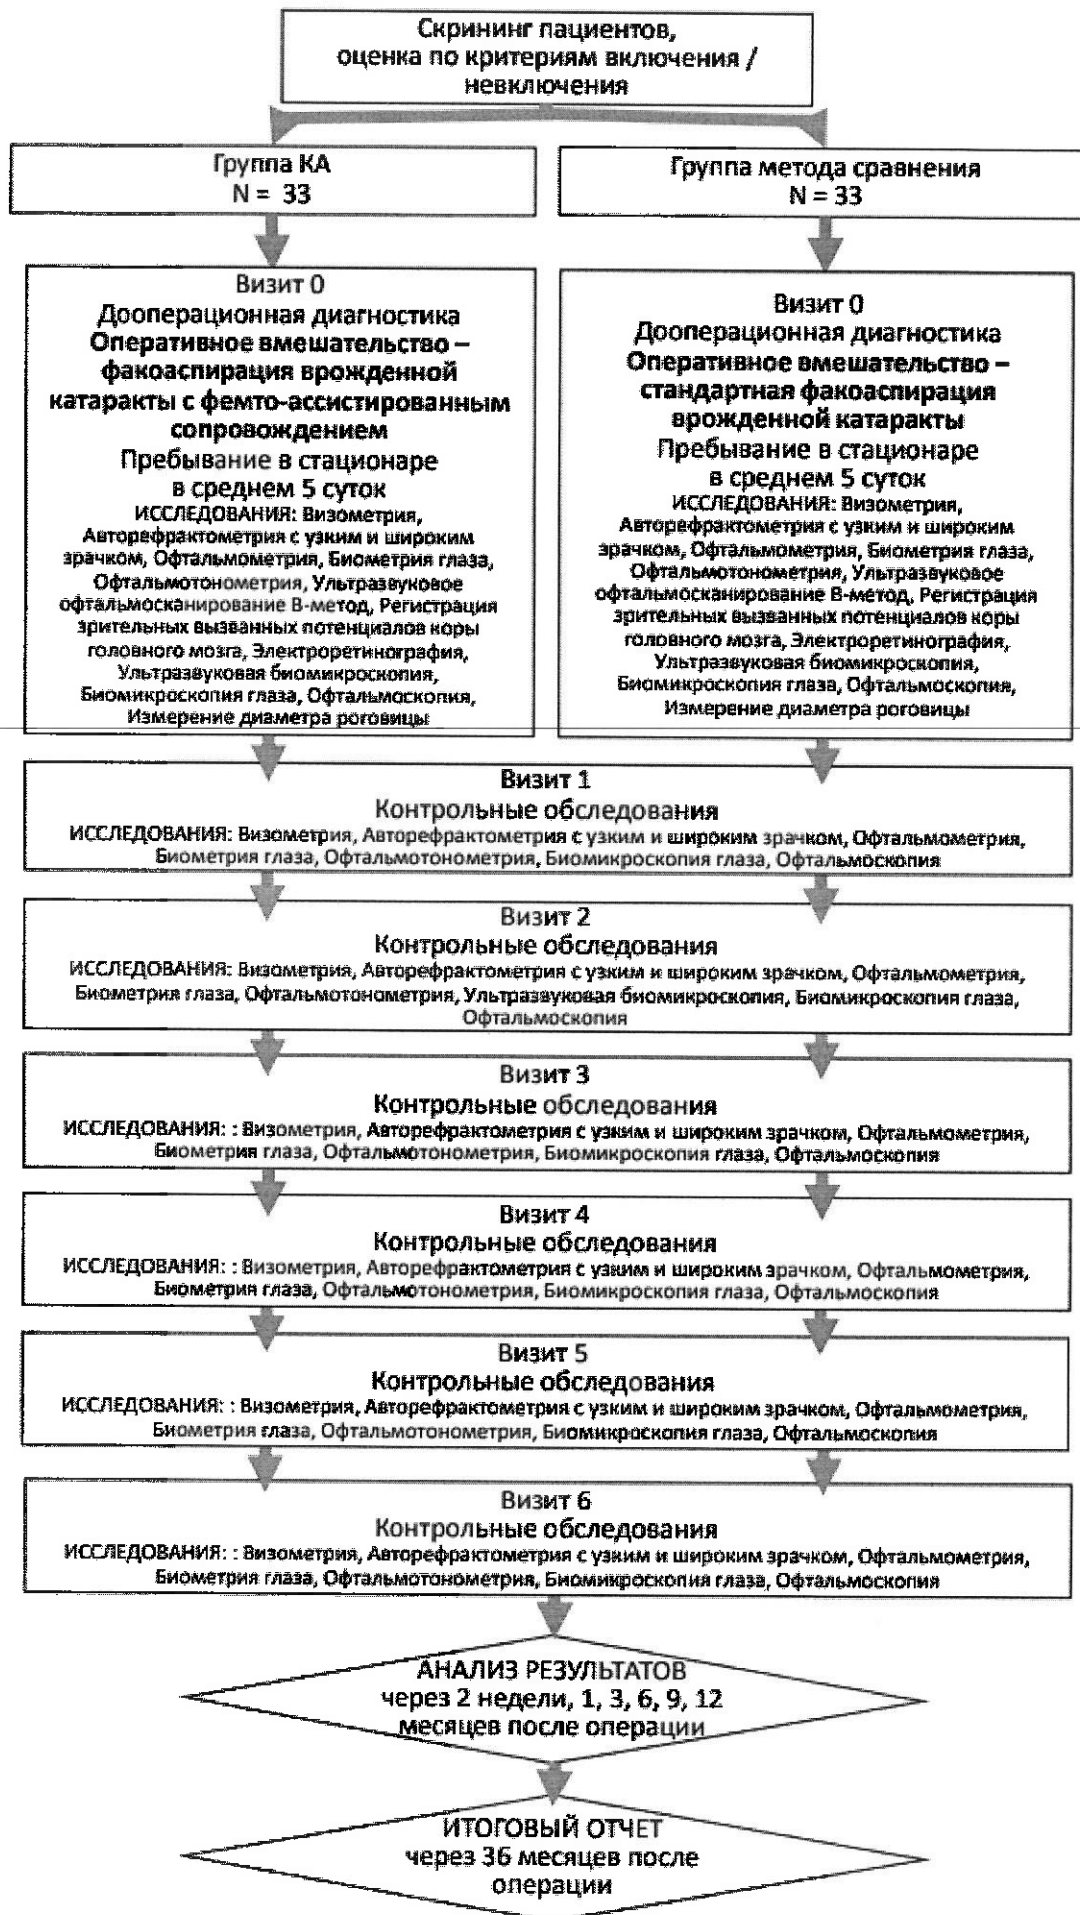 Скрининг пациентов,
оценка по критериям включения /
невключения
Группа КА
N = 33
Группа метода сравнения
N = 33
Визит 0
Дооперационная диагностика
Оперативное вмешательство –
факоаспирация врожденной
катаракты с фемто-ассистированным
сопровождением
Пребывание в стационаре
в среднем 5 суток
ИССЛЕДОВАНИЯ: Визометрия,
Авторефрактометрия с узким и широким
зрачком, Офтальмометрия, Биометрия глаза,
Офтальмотонометрия, Ультразвуковое
офтальмосканирование В-метод, Регистрация
зрительных вызванных потенциалов коры
головного мозга, Электроретинография,
Ультразвуковая биомикроскопия,
Биомикроскопия глаза, Офтальмоскопия,
Измерение диаметра роговицы
Визит 0
Дооперационная диагностика
Оперативное вмешательство –
стандартная факоаспирация
врожденной катаракты
Пребывание в стационаре
в среднем 5 суток
ИССЛЕДОВАНИЯ: Визометрия,
Авторефрактометрия с узким и широким
зрачком, Офтальмометрия, Биометрия глаза,
Офтальмотонометрия, Ультразвуковое
офтальмосканирование В-метод, Регистрация
зрительных вызванных потенциалов коры
головного мозга, Электроретинография,
Ультразвуковая биомикроскопия,
Биомикроскопия глаза, Офтальмоскопия,
Измерение диаметра роговицы
Визит 1
Контрольные обследования
ИССЛЕДОВАНИЯ: Визометрия, Авторефрактометрия с узким и широким зрачком, Офтальмометрия,
Биометрия глаза, Офтальмотонометрия, Биомикроскопия глаза, Офтальмоскопия
Визит 2
Контрольные обследования
ИССЛЕДОВАНИЯ: Визометрия, Авторефрактометрия с узким и широким зрачком, Офтальмометрия,
Биометрия глаза, Офтальмотонометрия, Ультразвуковая биомикроскопия, Биомикроскопия глаза,
Офтальмоскопия
Визит 3
Контрольные обследования
ИССЛЕДОВАНИЯ: : Визометрия, Авторефрактометрия с узким и широким зрачком, Офтальмометрия,
Биометрия глаза, Офтальмотонометрия, Биомикроскопия глаза, Офтальмоскопия
Визит 4
Контрольные обследования
ИССЛЕДОВАНИЯ: : Визометрия, Авторефрактометрия с узким и широким зрачком, Офтальмометрия,
Биометрия глаза, Офтальмотонометрия, Биомикроскопия глаза, Офтальмоскопия
Визит 5
Контрольные обследования
ИССЛЕДОВАНИЯ: : Визометрия, Авторефрактометрия с узким и широким зрачком, Офтальмометрия,
Биометрия глаза, Офтальмотонометрия, Биомикроскопия глаза, Офтальмоскопия
Визит 6
Контрольные обследования
ИССЛЕДОВАНИЯ: : Визометрия, Авторефрактометрия с узким и широким зрачком, Офтальмометрия,
Биометрия глаза, Офтальмотонометрия, Биомикроскопия глаза, Офтальмоскопия
АНАЛИЗ РЕЗУЛЬТАТОВ
через 2 недели, 1, 3, 6, 9, 12
месяцев после операции
ИТОГОВЫЙ ОТЧЕТ
через 36 месяцев после
операции